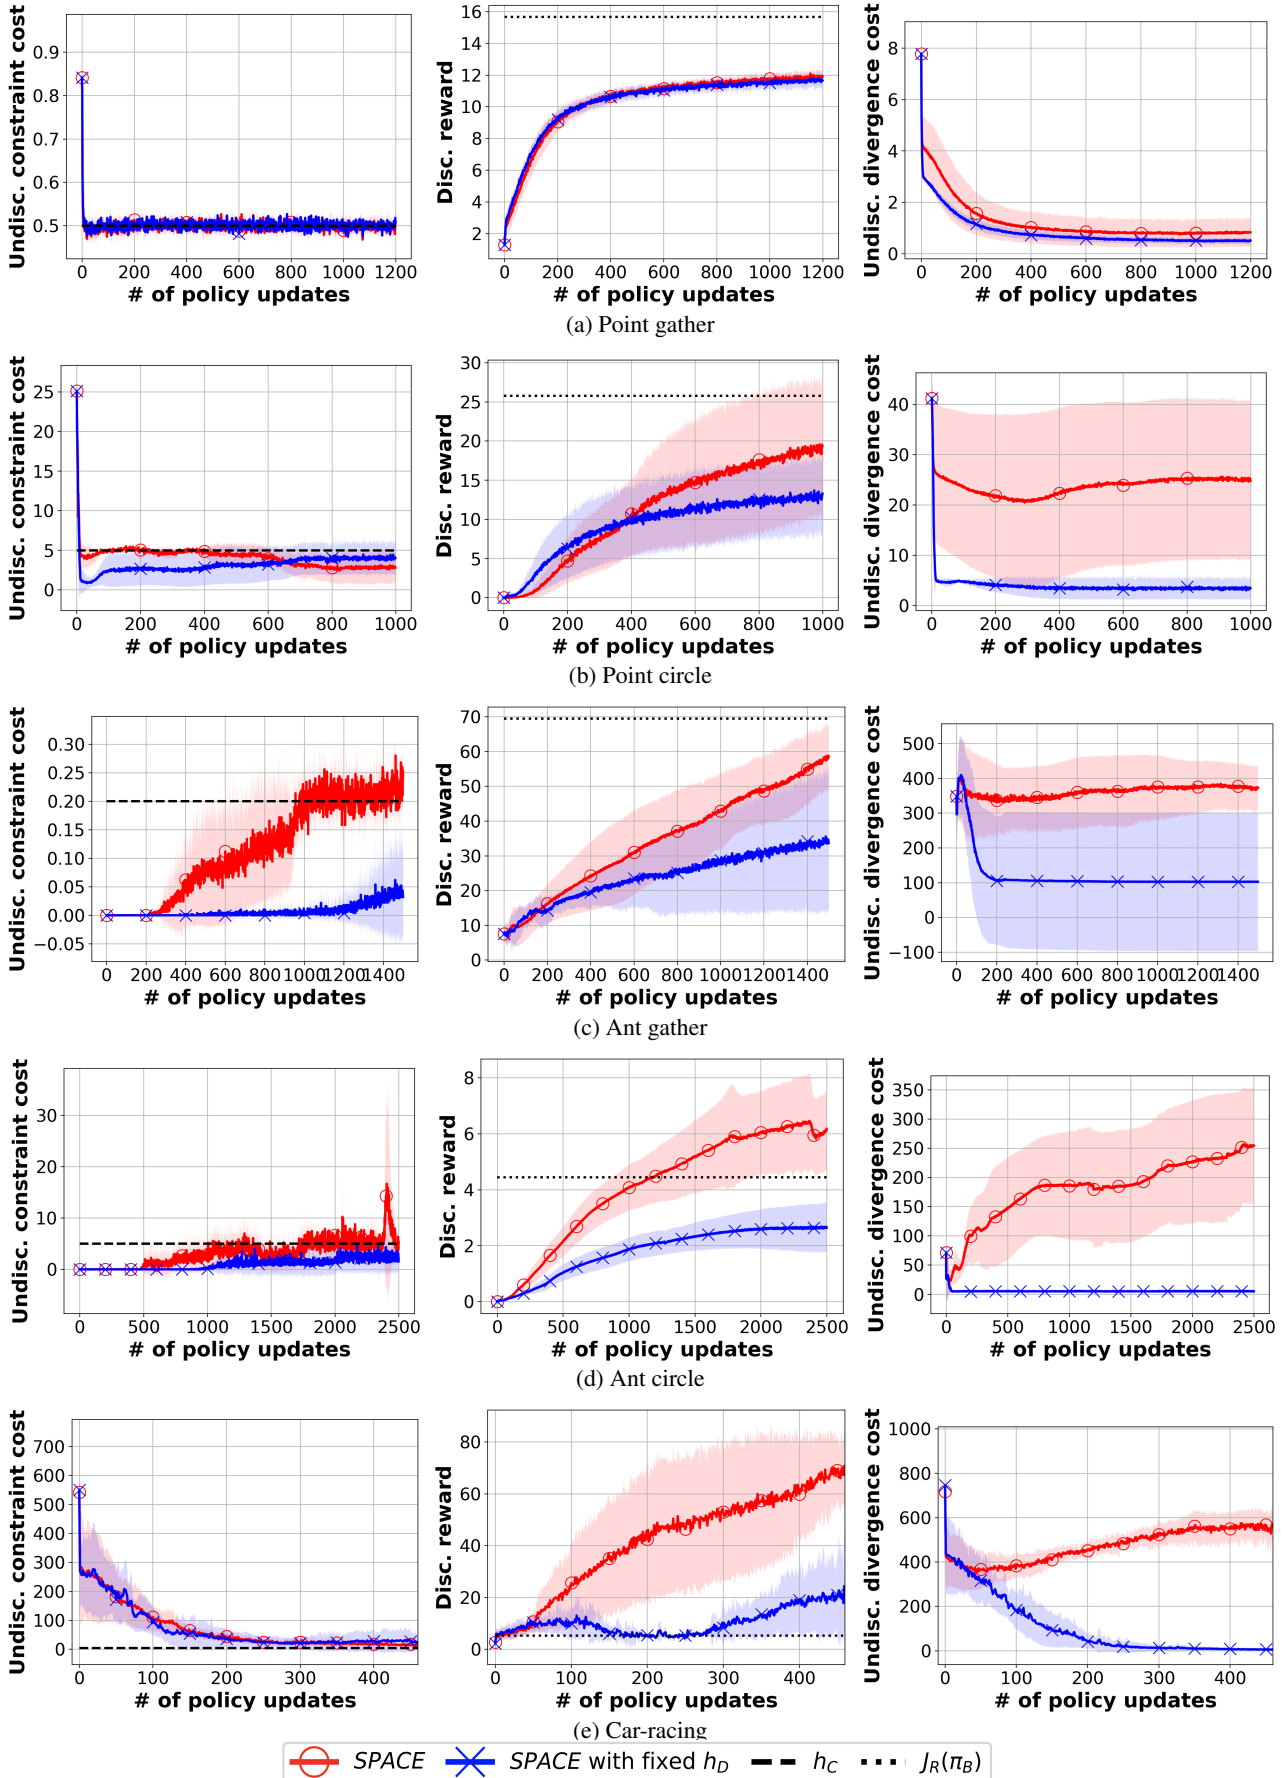 Undisc. constraint cost
0.9
0.8
0.7
0.6
0.5
0 200 400 600 800 1000 1200
# of policy updates
Disc. reward
16
14
12
10
8
6
4
2
0 200 400 600 800 1000 1200
# of policy updates
Undisc. divergence cost
8
6
4
2
0
0 200 400 600 800 1000 1200
# of policy updates
(a) Point gather
Undisc. constraint cost
25
20
15
10
5
0
0 200 400 600 800 1000
# of policy updates
Disc. reward
30
25
20
15
10
5
0
0 200 400 600 800 1000
# of policy updates
Undisc. divergence cost
40
30
20
10
0
0 200 400 600 800 1000
# of policy updates
(b) Point circle
Undisc. constraint cost
0.30
0.25
0.20
0.15
0.10
0.05
0.00
−0.05
0 200 400 600 800 1000 1200 1400
# of policy updates
Disc. reward
70
60
50
40
30
20
10
0
0 200 400 600 800 1000 1200 1400
# of policy updates
Undisc. divergence cost
500
400
300
200
100
0
−100
0 200 400 600 800 1000 1200 1400
# of policy updates
(c) Ant gather
Undisc. constraint cost
30
20
10
0
0 500 1000 1500 2000 2500
# of policy updates
Disc. reward
8
6
4
2
0
0 500 1000 1500 2000 2500
# of policy updates
Undisc. divergence cost
350
300
250
200
150
100
50
0
0 500 1000 1500 2000 2500
# of policy updates
(d) Ant circle
Undisc. constraint cost
700
600
500
400
300
200
100
0
0 100 200 300 400
# of policy updates
Disc. reward
80
60
40
20
0
0 100 200 300 400
# of policy updates
Undisc. divergence cost
1000
800
600
400
200
0
0 100 200 300 400
# of policy updates
(e) Car-racing
SPACE SPACE with fixed h_D h_C J_R(π_B)